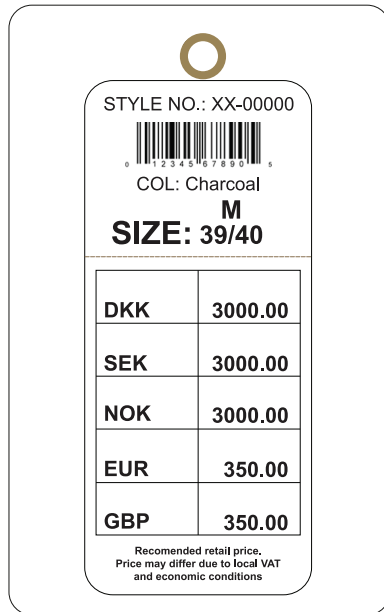 STYLE NO.: XX-00000
0 12345 67890 5
COL: Charcoal
M
SIZE: 39/40
DKK 3000.00
SEK 3000.00
NOK 3000.00
EUR 350.00
GBP 350.00
Recomended retail price.
Price may differ due to local VAT
and economic conditions